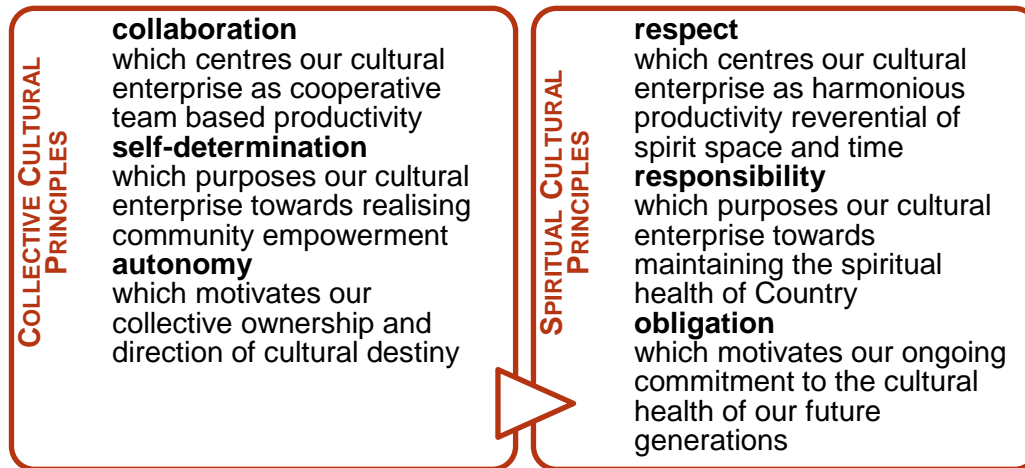 COLLECTIVE CULTURAL
PRINCIPLES
collaboration
which centres our cultural
enterprise as cooperative
team based productivity
self-determination
which purposes our cultural
enterprise towards realising
community empowerment
autonomy
which motivates our
collective ownership and
direction of cultural destiny
SPIRITUAL CULTURAL
PRINCIPLES
respect
which centres our cultural
enterprise as harmonious
productivity reverential of
spirit space and time
responsibility
which purposes our cultural
enterprise towards
maintaining the spiritual
health of Country
obligation
which motivates our ongoing
commitment to the cultural
health of our future
generations